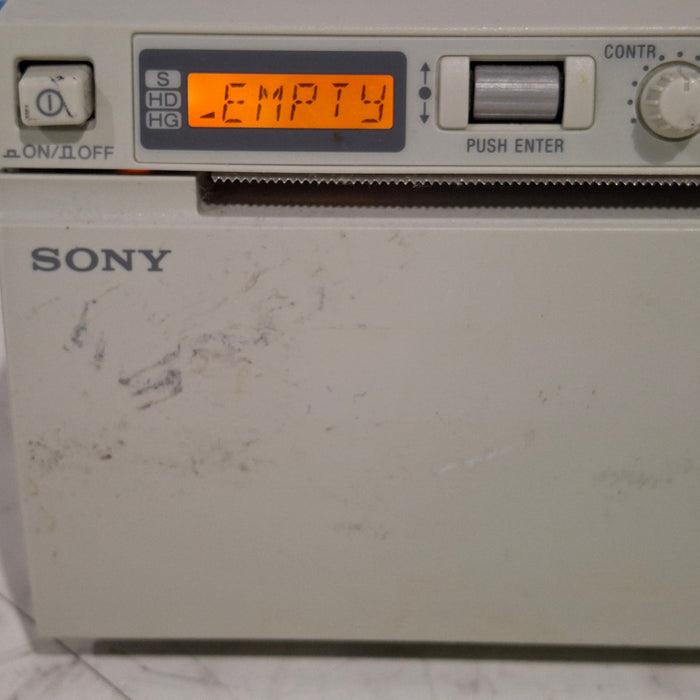 CONTR
S
HD
HG
EMPTY
ON/OFF
PUSH ENTER
SONY